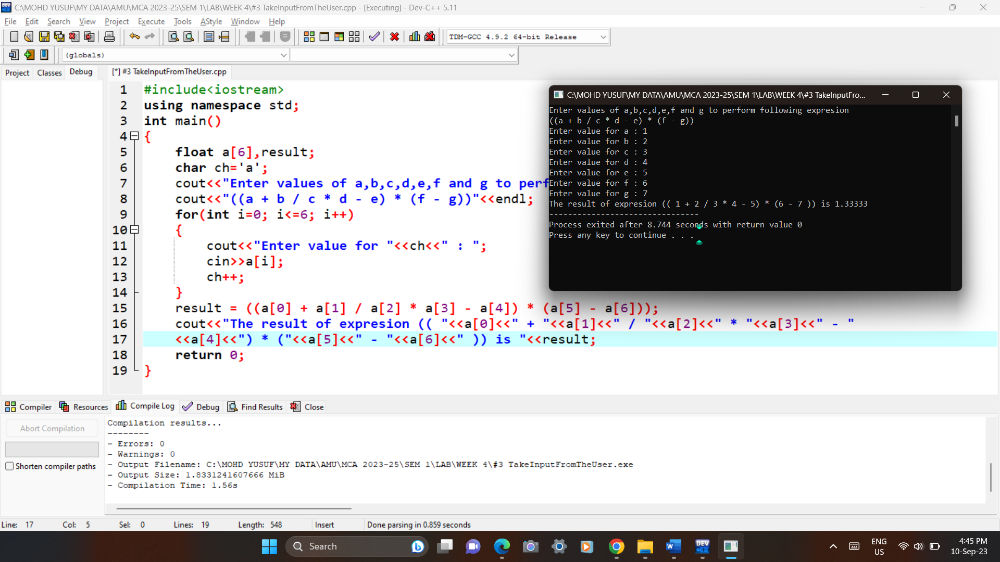 C:\MOHD YUSUF\MY DATA\AMU\MCA 2023-25\SEM 1\LAB\WEEK 4\#3 TakeInputFromTheUser.cpp - [Executing] - Dev-C++ 5.11
File Edit Search View Project Execute Tools AStyle Window Help
TDM-GCC 4.9.2 64-bit Release
(globals)
Project Classes Debug
[*] #3 TakeInputFromTheUser.cpp
1 #include<iostream>
2 using namespace std;
3 int main()
4 {
5 float a[6],result;
6 char ch='a';
7 cout<<"Enter values of a,b,c,d,e,f and g to perf
8 cout<<"((a + b / c * d - e) * (f - g))"<<endl;
9 for(int i=0; i<=6; i++)
10 {
11 cout<<"Enter value for "<<ch<<" : ";
12 cin>>a[i];
13 ch++;
14 }
15 result = ((a[0] + a[1] / a[2] * a[3] - a[4]) * (a[5] - a[6]));
16 cout<<"The result of expresion (( "<<a[0]<<" + "<<a[1]<<" / "<<a[2]<<" * "<<a[3]<<" - "
17 <<a[4]<<") * ("<<a[5]<<" - "<<a[6]<<" )) is "<<result;
18 return 0;
19 }
C:\MOHD YUSUF\MY DATA\AMU\MCA 2023-25\SEM 1\LAB\WEEK 4\#3 TakeInputFro...
Enter values of a,b,c,d,e,f and g to perform following expresion
((a + b / c * d - e) * (f - g))
Enter value for a : 1
Enter value for b : 2
Enter value for c : 3
Enter value for d : 4
Enter value for e : 5
Enter value for f : 6
Enter value for g : 7
The result of expresion (( 1 + 2 / 3 * 4 - 5) * (6 - 7 )) is 1.33333
--------------------------------
Process exited after 8.744 seconds with return value 0
Press any key to continue . . .
Compiler Resources Compile Log Debug Find Results Close
Abort Compilation
Shorten compiler paths
Compilation results...
--------
- Errors: 0
- Warnings: 0
- Output Filename: C:\MOHD YUSUF\MY DATA\AMU\MCA 2023-25\SEM 1\LAB\WEEK 4\#3 TakeInputFromTheUser.exe
- Output Size: 1.8331241607666 MiB
- Compilation Time: 1.56s
Line: 17 Col: 5 Sel: 0 Lines: 19 Length: 548 Insert Done parsing in 0.859 seconds
Search
DEV
C++
ENG
US
4:45 PM
10-Sep-23